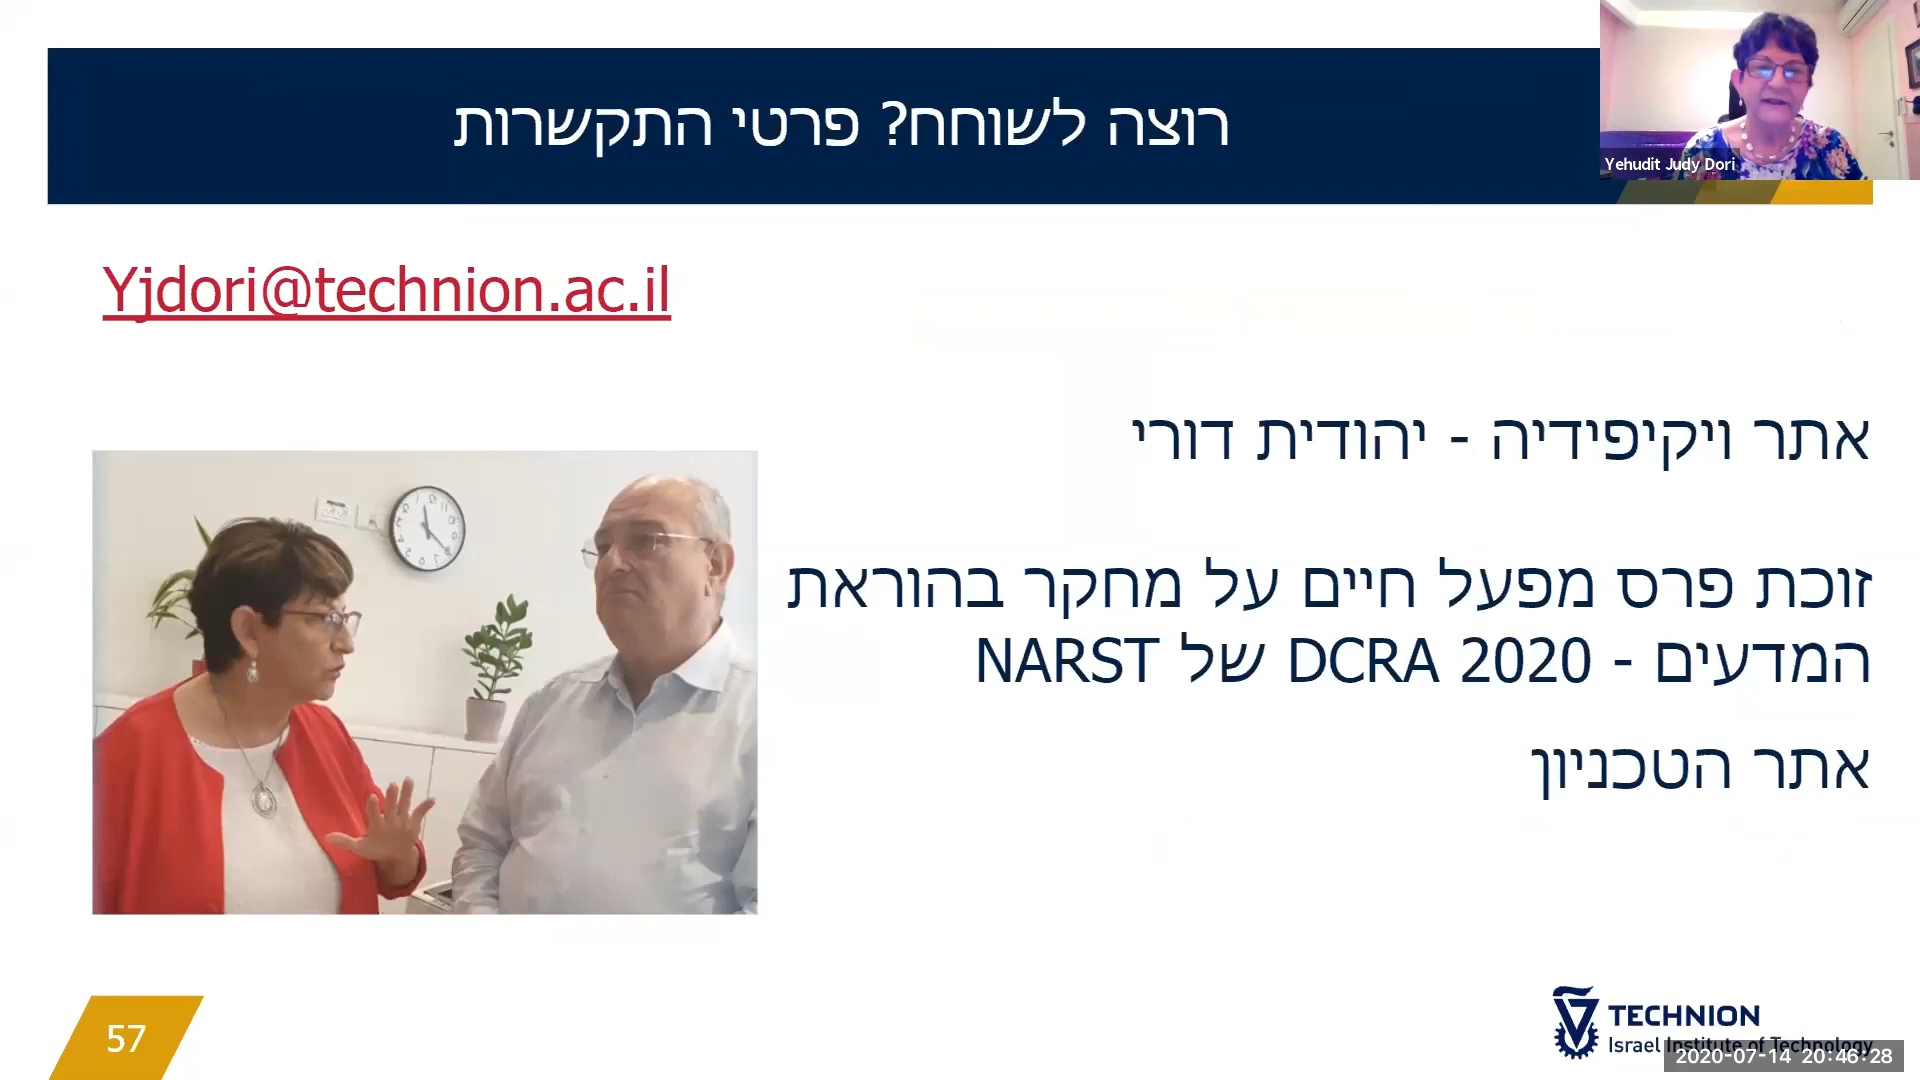 רוצה לשוחח? פרטי התקשרות
Yehudit Judy Dori
Yjdori@technion.ac.il
אתר ויקיפידיה - יהודית דורי
זוכת פרס מפעל חיים על מחקר בהוראת
המדעים - DCRA 2020 של NARST
אתר הטכניון
57
TECHNION
Israel Institute of Technology
2020-07-14 20:46:28